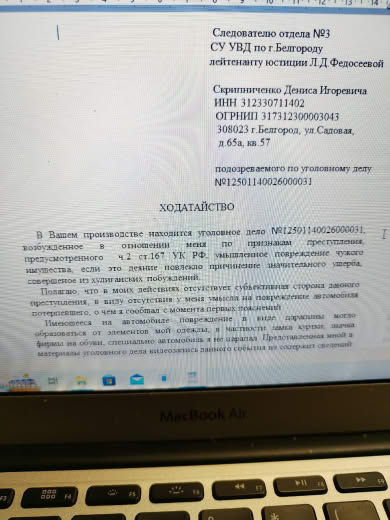 Следователю отдела №3
СУ УВД по г.Белгороду
лейтенанту юстиции Л.Д.Федосеевой
Скрипниченко Дениса Игоревича
ИНН 312330711402
ОГРНИП 317312300003043
308023 г.Белгород, ул.Садовая,
д.65а, кв.57
подозреваемого по уголовному делу
№12501140026000031
ХОДАТАЙСТВО
В Вашем производстве находится уголовное дело №12501140026000031,
возбужденное в отношении меня по признакам преступления,
предусмотренного ч.2 ст.167 УК РФ, умышленное повреждение чужого
имущества, если это деяние повлекло причинение значительного ущерба,
совершеное из хулиганских побуждений.
Полагаю, что в моих действиях отсутствует субъективная сторона данного
преступления, в виду отсутствия у меня умысла на повреждение автомобиля
потерпевшего, о чем я сообщал с момента первых пояснений
Имеющееся на автомобиле повреждение в виде царапины могло
образоваться от элементов моей одежды, в частности замка куртки, значка
фирмы на обуви, специально автомобиль я не царапал. Представленная мной в
материалы уголовного дела видеозапись данного события не содержит сведений
MacBook Air
F3
F4
F5
F6
F7
F8
F9